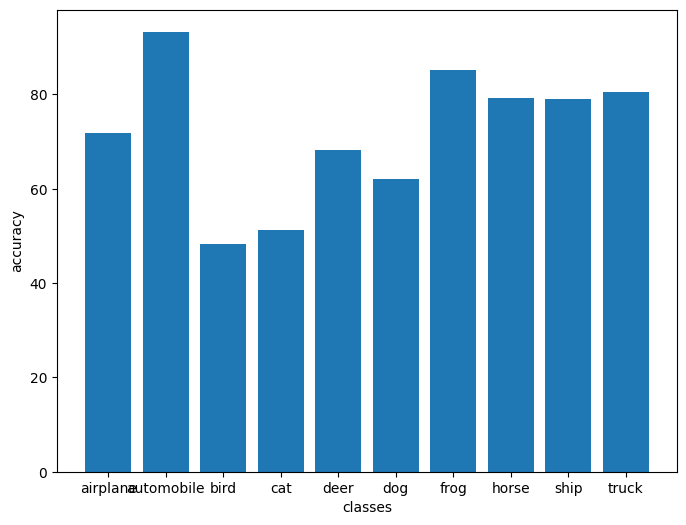 accuracy
80
60
40
20
0
airplane automobile bird cat deer dog frog horse ship truck
classes